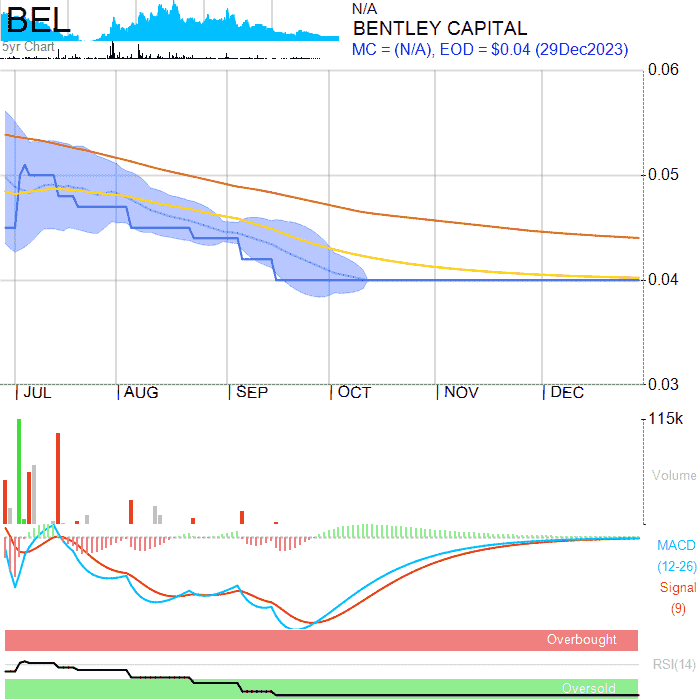 BEL
5yr Chart
N/A
BENTLEY CAPITAL
MC = (N/A), EOD = $0.04 (29Dec2023)
0.06
0.05
0.04
0.03
JUL AUG SEP OCT NOV DEC
115k
Volume
MACD
(12-26)
Signal
(9)
Overbought
RSI(14)
Oversold